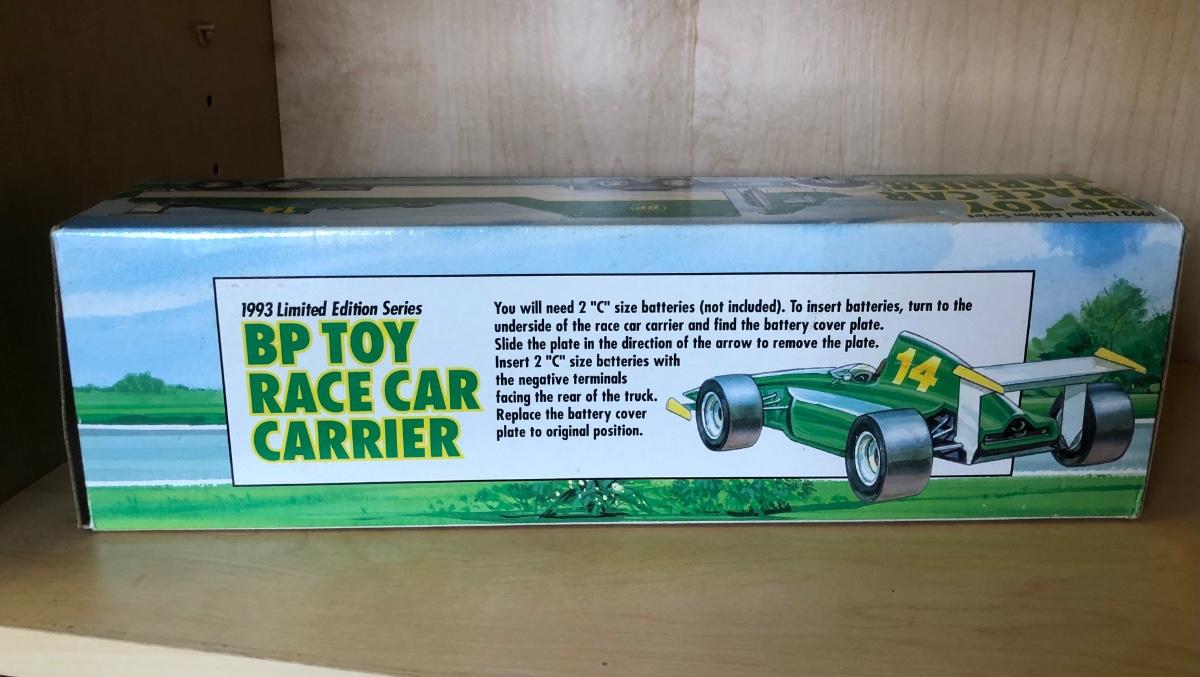 1993 Limited Edition Series
BP TOY
RACE CAR
CARRIER
You will need 2 "C" size batteries (not included). To insert batteries, turn to the
underside of the race car carrier and find the battery cover plate.
Slide the plate in the direction of the arrow to remove the plate.
Insert 2 "C" size batteries with
the negative terminals
facing the rear of the truck.
Replace the battery cover
plate to original position.
14
1993 Limited Edition Series
BP TOY
RACE CAR
CARRIER
BP
14